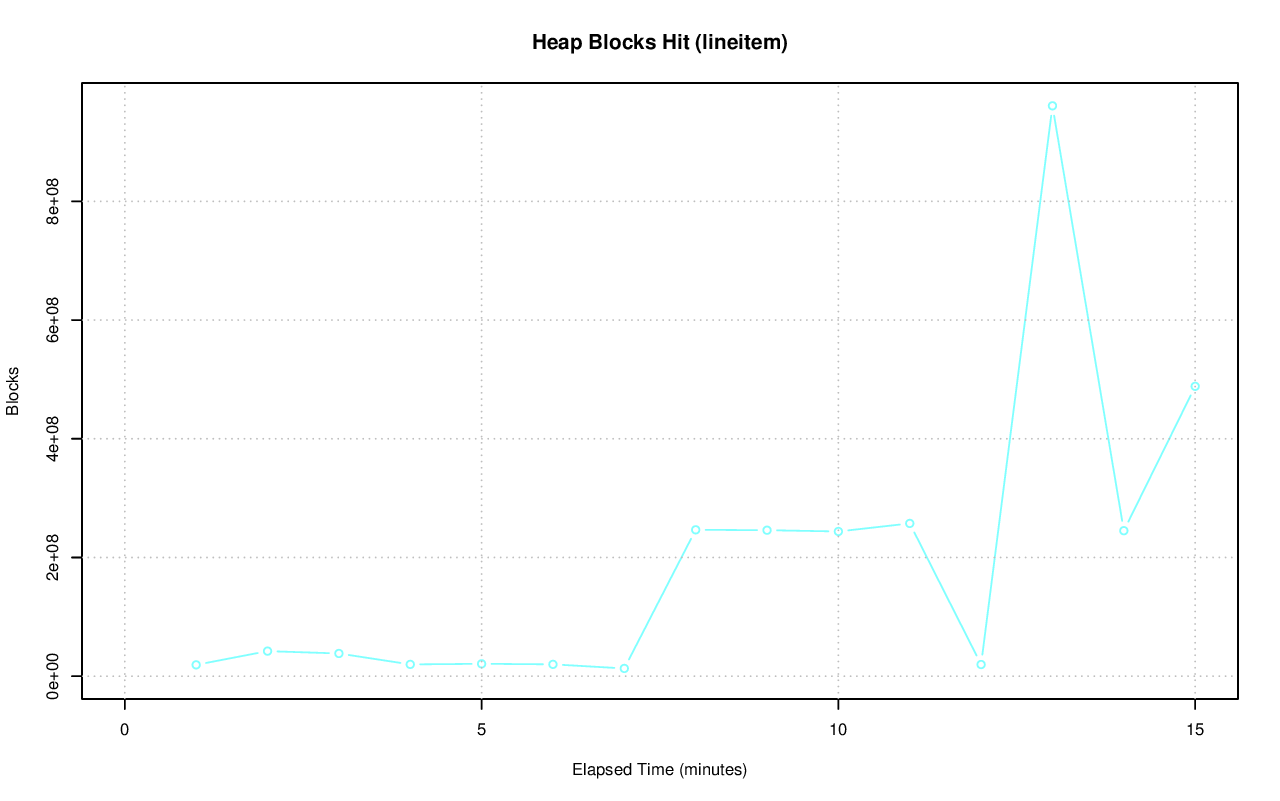 Heap Blocks Hit (lineitem)
Blocks
8e+08
6e+08
4e+08
2e+08
0e+00
0 5 10 15
Elapsed Time (minutes)